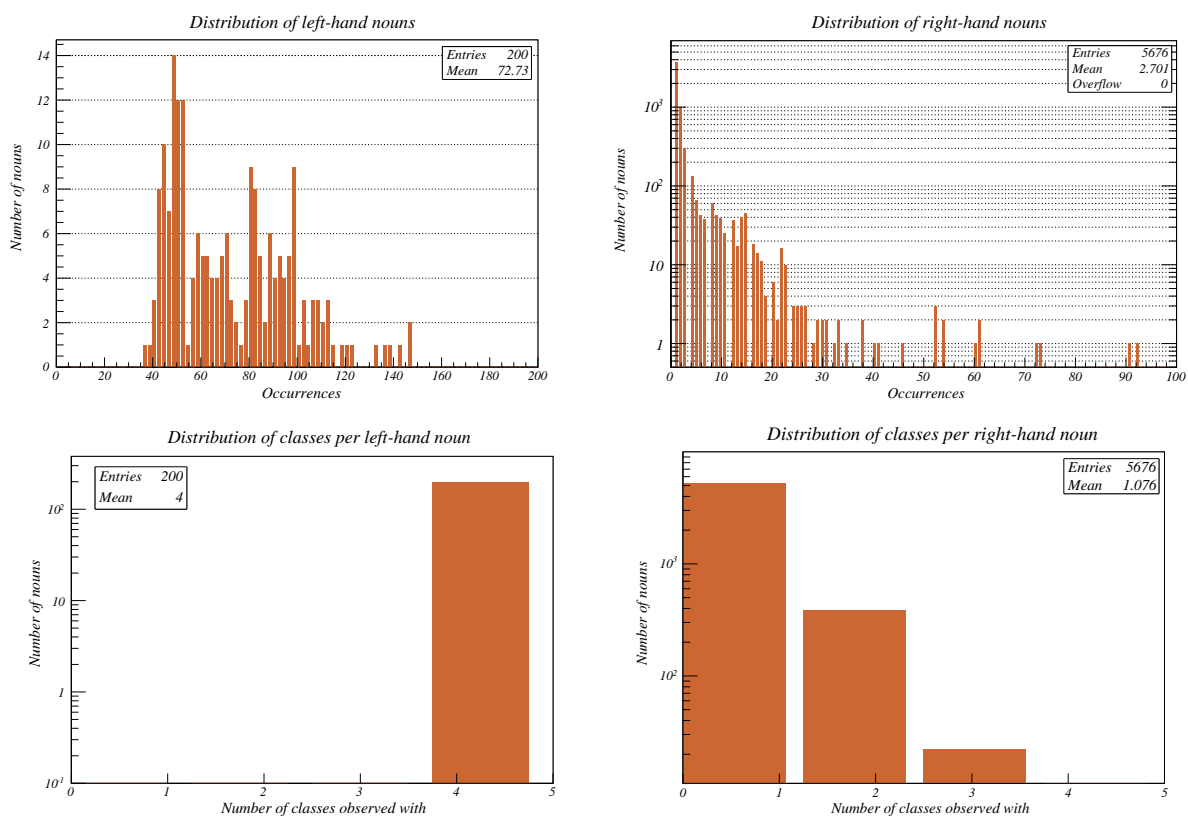 Distribution of left-hand nouns
Entries 200
Mean 72.73
Number of nouns
14
12
10
8
6
4
2
0
0 20 40 60 80 100 120 140 160 180 200
Occurrences
Distribution of right-hand nouns
Entries 5676
Mean 2.701
Overflow 0
Number of nouns
10³
10²
10
1
0 10 20 30 40 50 60 70 80 90 100
Occurrences
Distribution of classes per left-hand noun
Entries 200
Mean 4
Number of nouns
10²
10
1
10⁻¹
0 1 2 3 4 5
Number of classes observed with
Distribution of classes per right-hand noun
Entries 5676
Mean 1.076
Number of nouns
10³
10²
0 1 2 3 4 5
Number of classes observed with